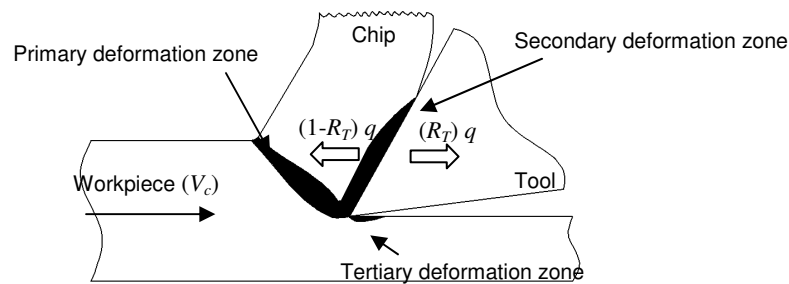 Chip
Secondary deformation zone
Primary deformation zone
(1-R_T) q
(R_T) q
Workpiece (V_c)
Tool
Tertiary deformation zone